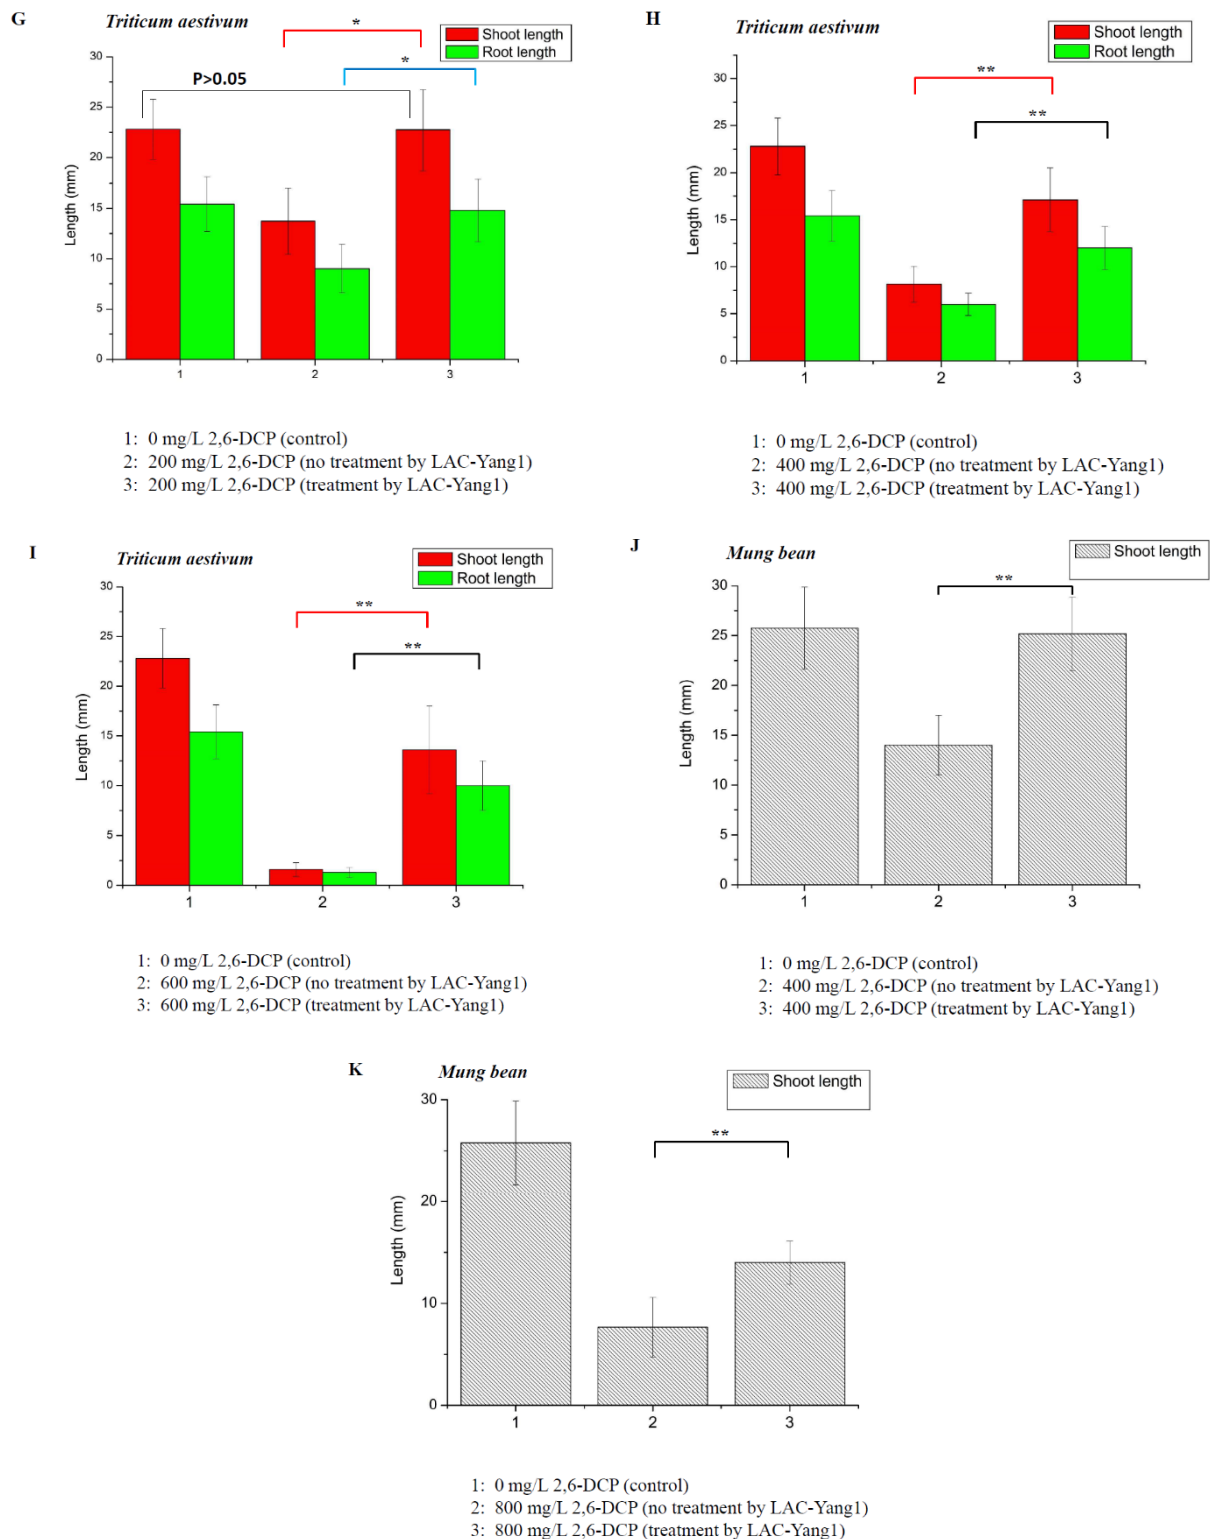 G
Triticum aestivum
*
Shoot length
Root length
*
P>0.05
30
25
20
15
10
5
0
Length (mm)
1
2
3
1: 0 mg/L 2,6-DCP (control)
2: 200 mg/L 2,6-DCP (no treatment by LAC-Yang1)
3: 200 mg/L 2,6-DCP (treatment by LAC-Yang1)
H
Triticum aestivum
Shoot length
Root length
**
**
30
25
20
15
10
5
0
Length (mm)
1
2
3
1: 0 mg/L 2,6-DCP (control)
2: 400 mg/L 2,6-DCP (no treatment by LAC-Yang1)
3: 400 mg/L 2,6-DCP (treatment by LAC-Yang1)
I
Triticum aestivum
Shoot length
Root length
**
**
30
25
20
15
10
5
0
Length (mm)
1
2
3
1: 0 mg/L 2,6-DCP (control)
2: 600 mg/L 2,6-DCP (no treatment by LAC-Yang1)
3: 600 mg/L 2,6-DCP (treatment by LAC-Yang1)
J
Mung bean
Shoot length
**
30
25
20
15
10
5
0
Length (mm)
1
2
3
1: 0 mg/L 2,6-DCP (control)
2: 400 mg/L 2,6-DCP (no treatment by LAC-Yang1)
3: 400 mg/L 2,6-DCP (treatment by LAC-Yang1)
K
Mung bean
Shoot length
**
30
20
10
0
Length (mm)
1
2
3
1: 0 mg/L 2,6-DCP (control)
2: 800 mg/L 2,6-DCP (no treatment by LAC-Yang1)
3: 800 mg/L 2,6-DCP (treatment by LAC-Yang1)